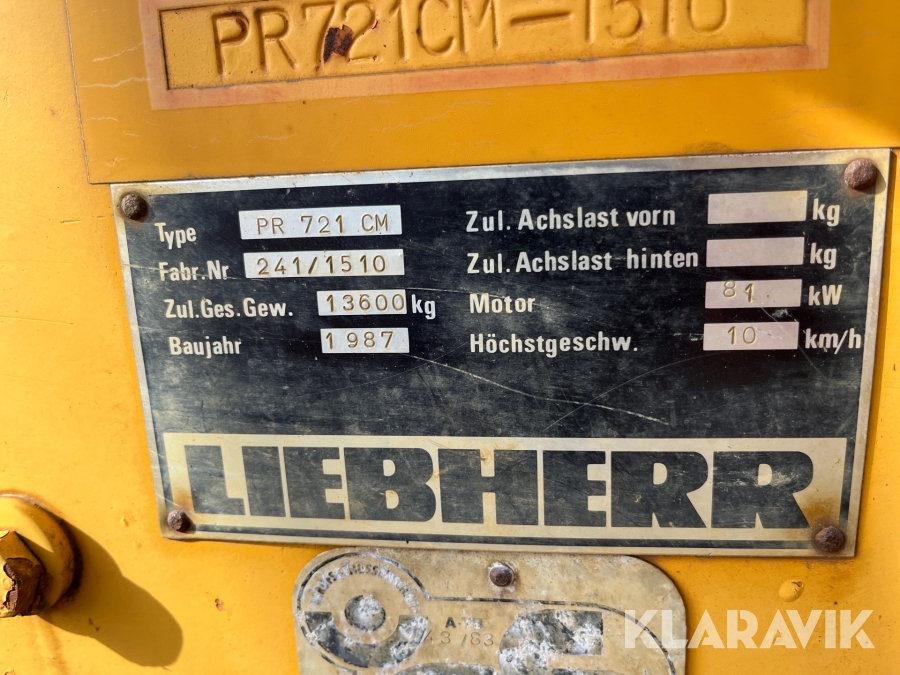 PR721CM-1510
Type PR 721 CM
Fabr.Nr 241/1510
Zul.Ges.Gew. 13600 kg
Baujahr 1987
Zul. Achslast vorn kg
Zul. Achslast hinten kg
Motor 81 kW
Höchstgeschw. 10 km/h
LIEBHERR
KLARAVIK